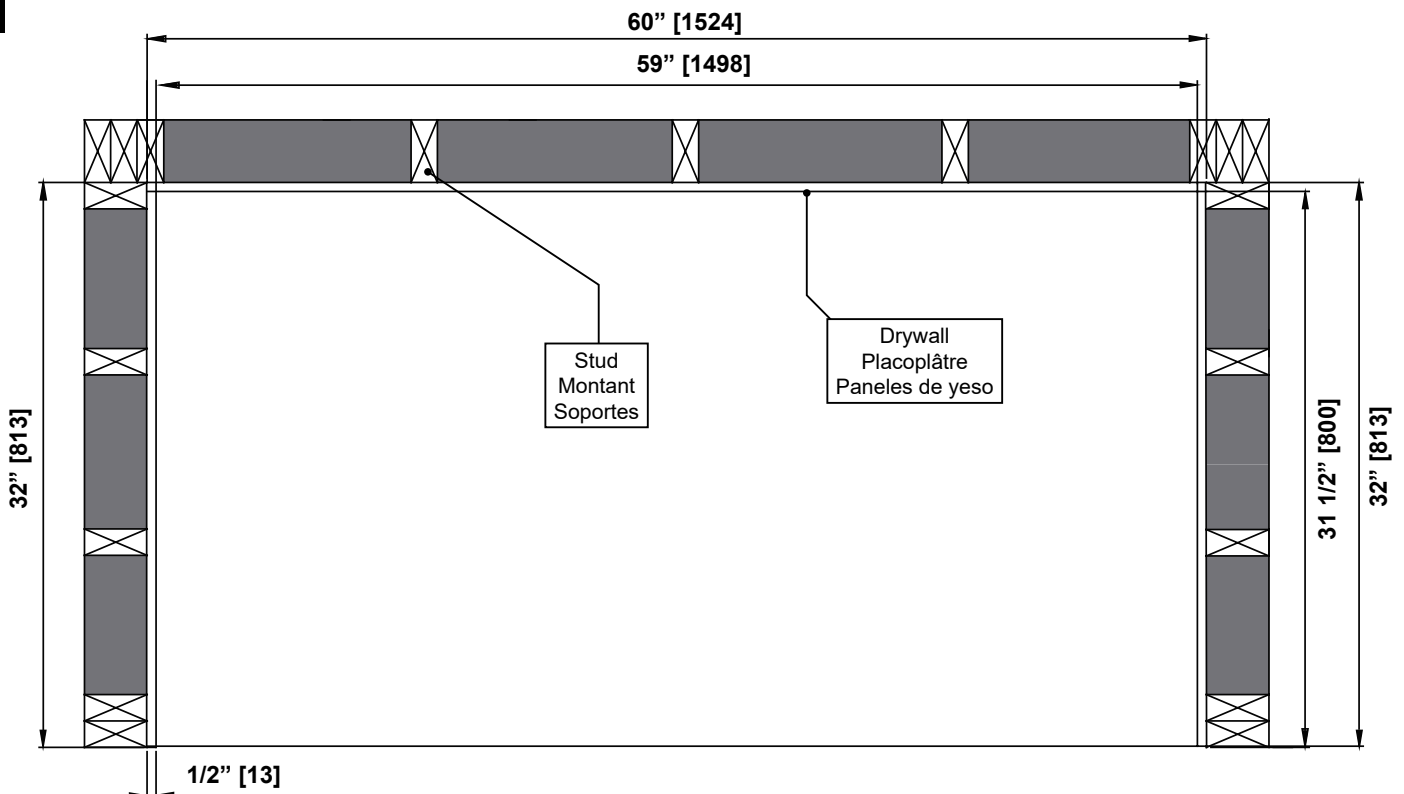 60” [1524]
59” [1498]
Stud
Montant
Soportes
Drywall
Placoplâtre
Paneles de yeso
32” [813]
31 1/2” [800]
32” [813]
1/2” [13]